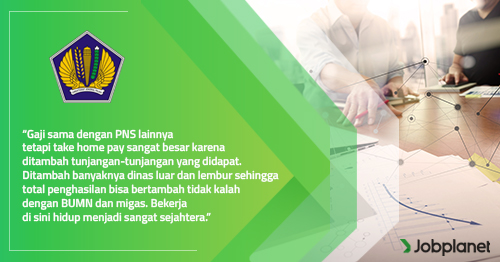 “Gaji sama dengan PNS lainnya
tetapi take home pay sangat besar karena
ditambah tunjangan-tunjangan yang didapat.
Ditambah banyaknya dinas luar dan lembur sehingga
total penghasilan bisa bertambah tidak kalah
dengan BUMN dan migas. Bekerja
di sini hidup menjadi sangat sejahtera.”
Jobplanet